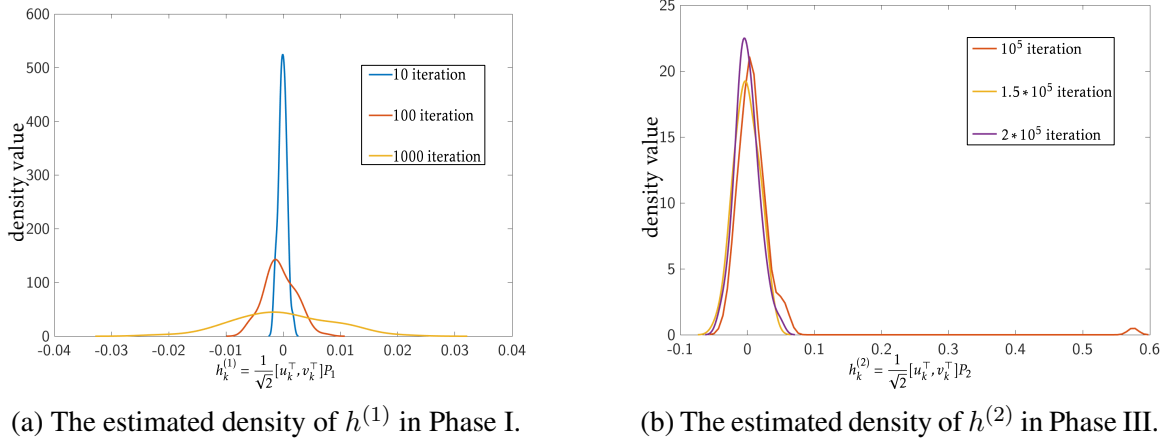 600
500
400
300
200
100
0
density value
10 iteration
100 iteration
1000 iteration
-0.04 -0.03 -0.02 -0.01 0 0.01 0.02 0.03 0.04
h_k^{(1)} = \frac{1}{\sqrt{2}}[u_k^⊤, v_k^⊤]P_1
(a) The estimated density of h^{(1)} in Phase I.
25
20
15
10
5
0
density value
10^5 iteration
1.5*10^5 iteration
2*10^5 iteration
-0.1 0 0.1 0.2 0.3 0.4 0.5 0.6
h_k^{(2)} = \frac{1}{\sqrt{2}}[u_k^⊤, v_k^⊤]P_2
(b) The estimated density of h^{(2)} in Phase III.